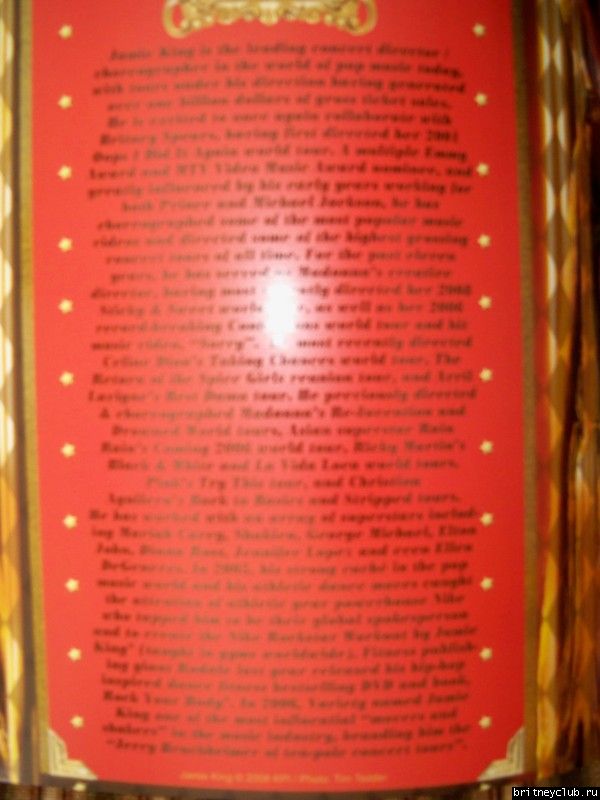 Jamie King is the leading concert director /
choreographer in the world of pop music today,
with tours under his direction having generated
over one billion dollars of gross ticket sales.
He is excited to once again collaborate with
Britney Spears, having first directed her 2001
Oops I Did It Again world tour. A multiple Emmy
Award and MTV Video Music Award nominee, and
greatly influenced by his early years working for
both Prince and Michael Jackson, he has
choreographed some of the most popular music
videos and directed some of the highest grossing
concert tours of all time. For the past eleven
years, he has served as Madonna's creative
director, having most directed her 2008
Sticky & Sweet world as well as her 2006
record-breaking world tour and his
music video, "Sorry". most recently directed
Celine Dion's Taking Chances world tour, The
Return of the Spice Girls reunion tour, and Avril
Lavigne's Best Damn tour. He previously directed
& choreographed Madonna's Re-Invention and
Drowned World tours, Asian superstar Rain
Rain's Coming 2006 world tour, Ricky Martin's
Black & White and La Vida Loca world tours,
Pink's Try This tour, and Christina
Aguilera's Back to Basics and Stripped tours.
He has worked with an array of superstars includ-
ing Mariah Carey, Shakira, George Michael, Elton
John, Diana Ross, Jennifer Lopez and even Ellen
DeGeneres. In 2005, his strong caché in the pop
music world and his athletic dance moves caught
the attention of athletic gear powerhouse Nike
who tapped him to be their global spokesperson
and to create the Nike Rockstar Workout by Jamie
King" (taught in gyms worldwide). Fitness publish-
ing giant Rodale last year released his hip-hop
inspired dance fitness bestselling DVD and book,
Rock Your Body". In 2006, Variety named Jamie
King one of the most influential "movers and
shakers" in the music industry, branding him the
"Jerry Bruckheimer of ten-pole concert tours".
Jamie King © 2008 Photo: Tim
britneyclub.ru